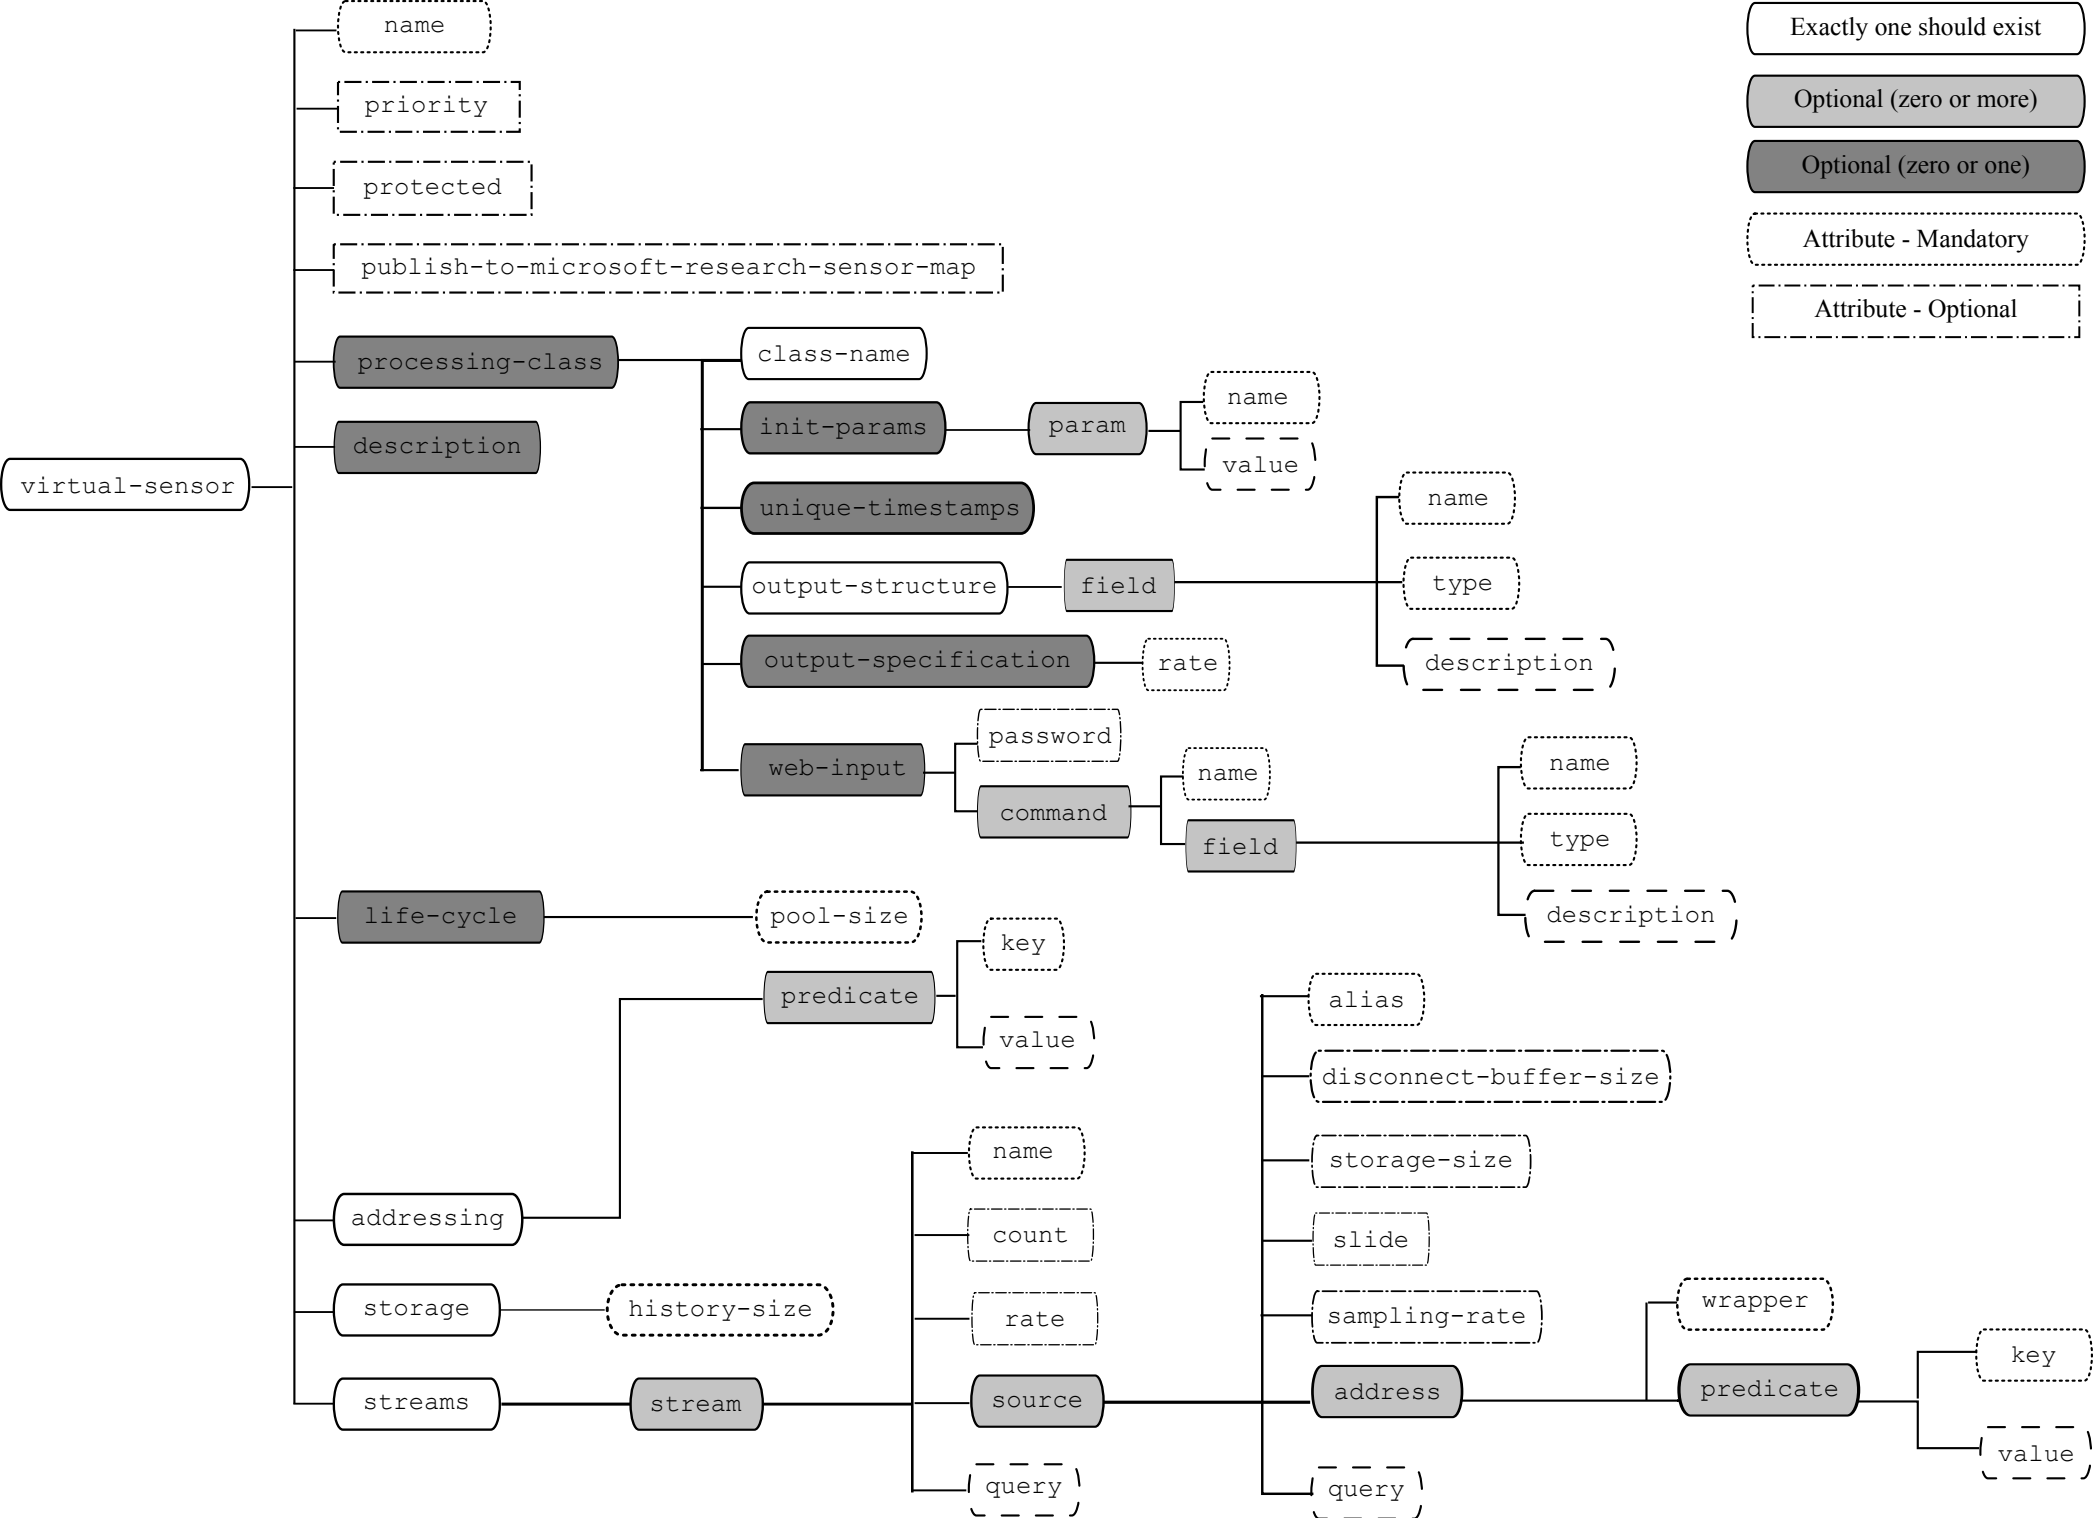 name
Exactly one should exist
priority
Optional (zero or more)
protected
Optional (zero or one)
publish-to-microsoft-research-sensor-map
Attribute - Mandatory
Attribute - Optional
processing-class
class-name
description
init-params
param
name
value
virtual-sensor
unique-timestamps
name
output-structure
field
type
output-specification
rate
description
password
web-input
name
name
command
type
field
life-cycle
pool-size
description
key
predicate
value
alias
disconnect-buffer-size
name
storage-size
addressing
count
slide
storage
history-size
rate
sampling-rate
wrapper
key
streams
stream
source
address
predicate
value
query
query